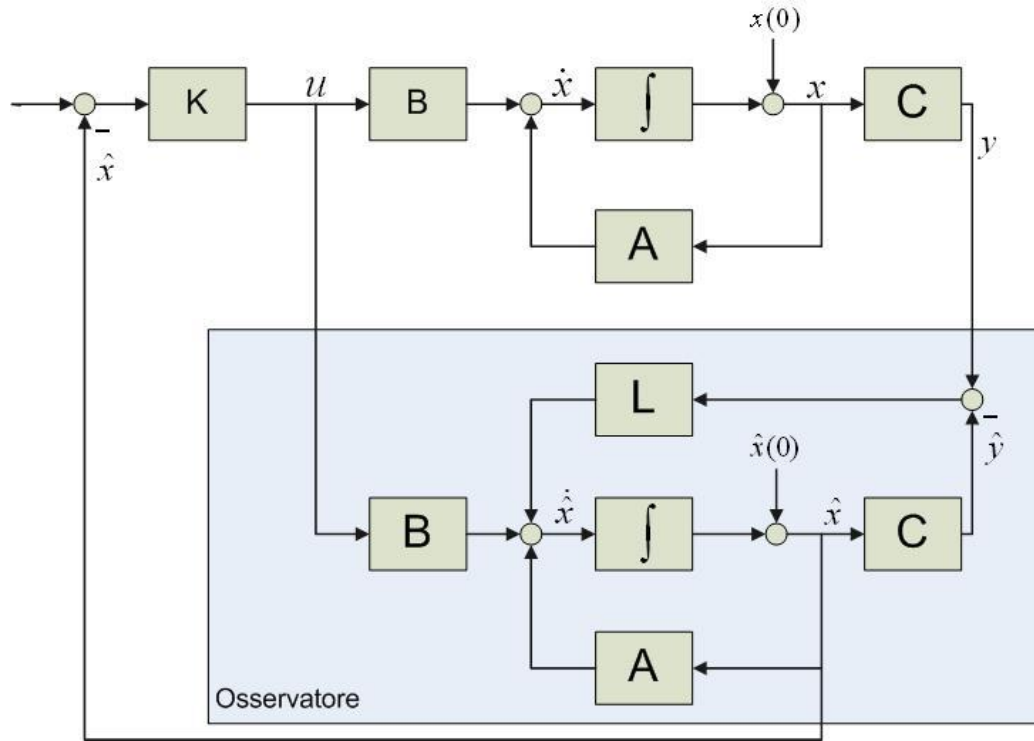 x(0)
K
u
B
ẋ
∫
x
C
−
x̂
y
A
L
−
x̂(0)
ŷ
B
x̂̇
∫
x̂
C
A
Osservatore